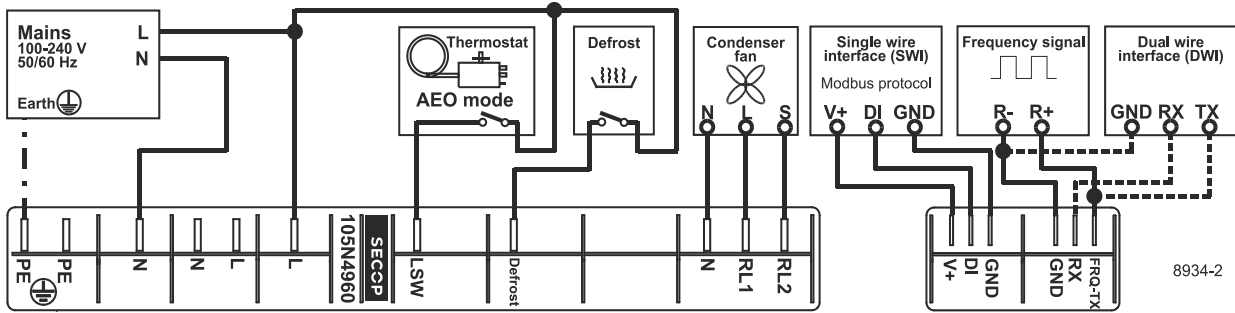 Mains
100-240 V
50/60 Hz
L
N
Earth
Thermostat
AEO mode
Defrost
Condenser
fan
N L S
Single wire
interface (SWI)
Modbus protocol
V+ DI GND
Frequency signal
R- R+
Dual wire
interface (DWI)
GND RX TX
PE
PE
N
N
L
L
105N4960
SECOP
LSW
Defrost
N
RL1
RL2
V+
DI
GND
GND
RX
FRQ-TX
8934-2